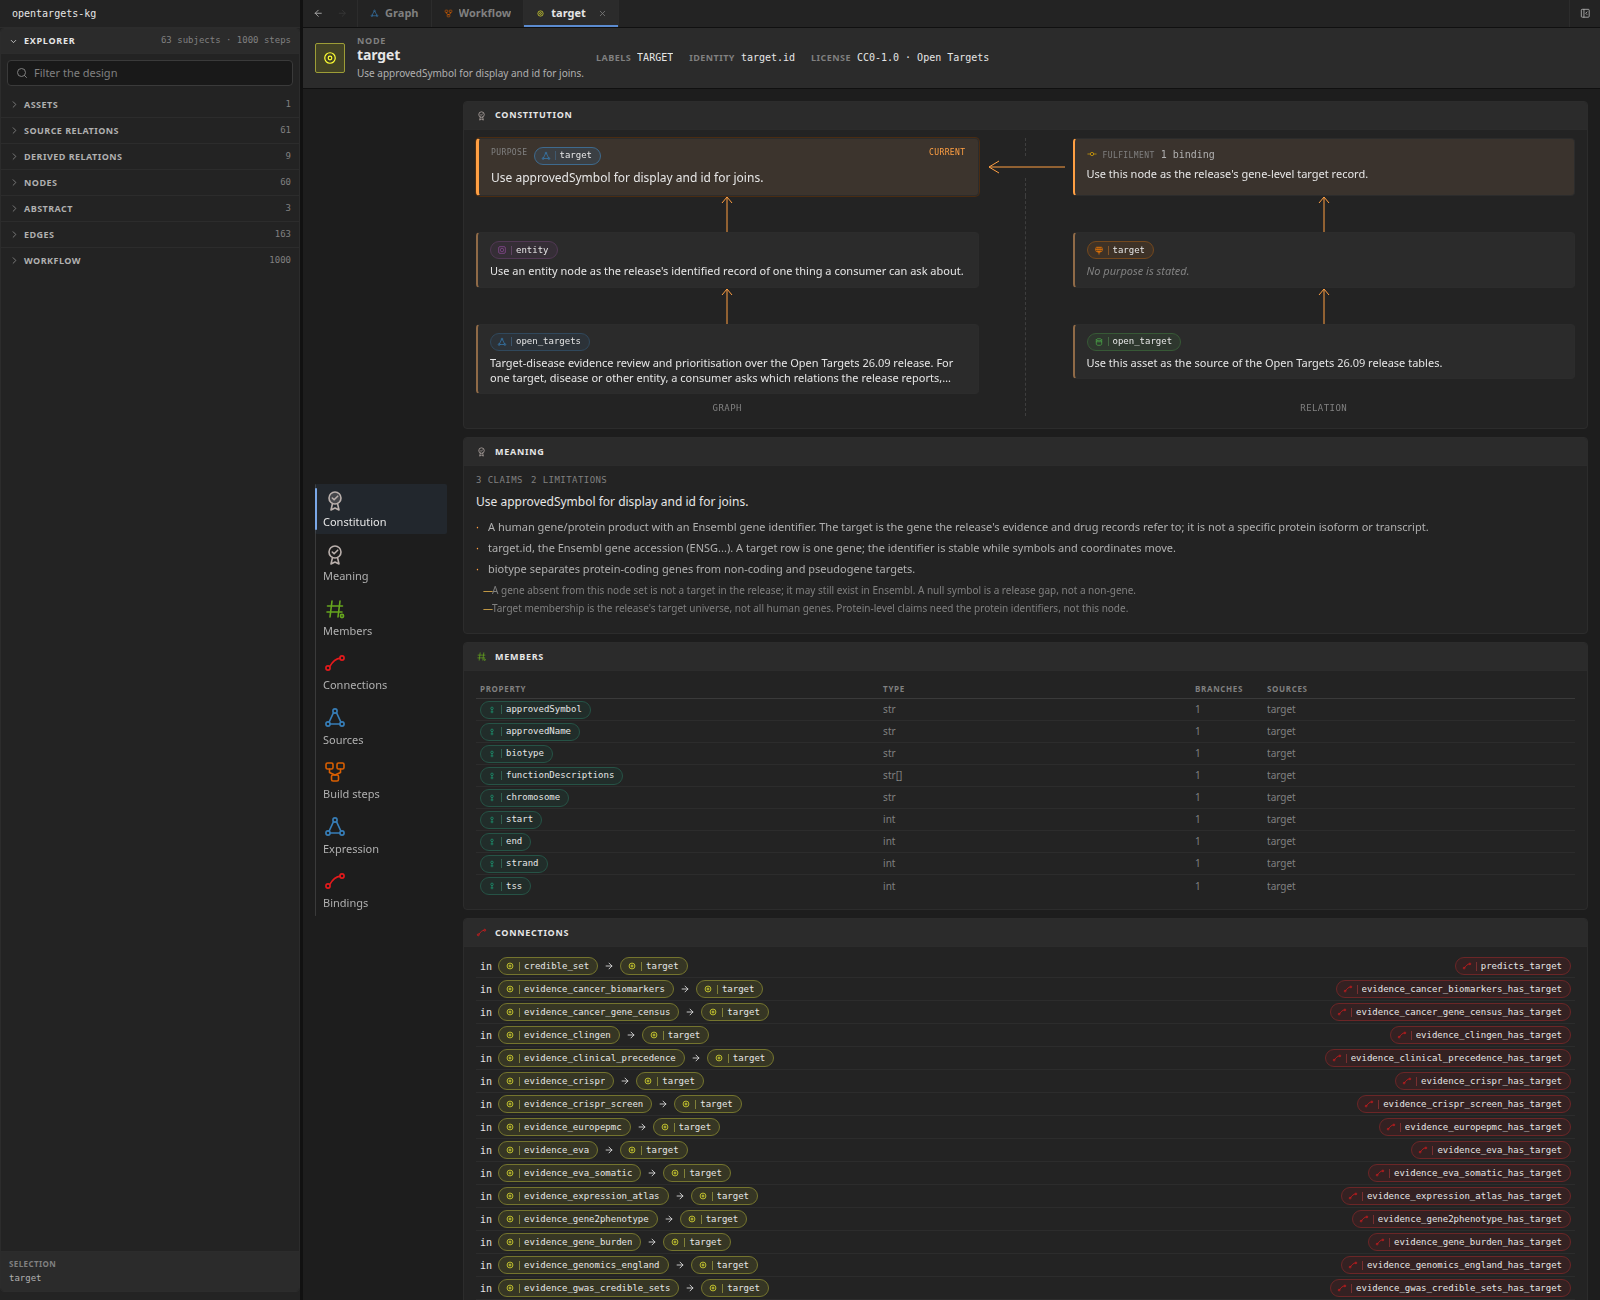 opentargets-kg
Graph
Workflow
target
EXPLORER
63 subjects · 1000 steps
Filter the design
ASSETS 1
SOURCE RELATIONS 61
DERIVED RELATIONS 9
NODES 60
ABSTRACT 3
EDGES 163
WORKFLOW 1000
SELECTION
target
NODE
target
Use approvedSymbol for display and id for joins.
LABELS TARGET IDENTITY target.id LICENSE CC0-1.0 · Open Targets
Constitution
Meaning
Members
Connections
Sources
Build steps
Expression
Bindings
CONSTITUTION
PURPOSE target CURRENT
Use approvedSymbol for display and id for joins.
FULFILMENT 1 binding
Use this node as the release's gene-level target record.
entity
Use an entity node as the release's identified record of one thing a consumer can ask about.
target
No purpose is stated.
open_targets
Target-disease evidence review and prioritisation over the Open Targets 26.09 release. For
one target, disease or other entity, a consumer asks which relations the release reports,...
open_target
Use this asset as the source of the Open Targets 26.09 release tables.
GRAPH
RELATION
MEANING
3 CLAIMS 2 LIMITATIONS
Use approvedSymbol for display and id for joins.
· A human gene/protein product with an Ensembl gene identifier. The target is the gene the release's evidence and drug records refer to; it is not a specific protein isoform or transcript.
· target.id, the Ensembl gene accession (ENSG...). A target row is one gene; the identifier is stable while symbols and coordinates move.
· biotype separates protein-coding genes from non-coding and pseudogene targets.
—A gene absent from this node set is not a target in the release; it may still exist in Ensembl. A null symbol is a release gap, not a non-gene.
—Target membership is the release's target universe, not all human genes. Protein-level claims need the protein identifiers, not this node.
MEMBERS
PROPERTY TYPE BRANCHES SOURCES
approvedSymbol str 1 target
approvedName str 1 target
biotype str 1 target
functionDescriptions str[] 1 target
chromosome str 1 target
start int 1 target
end int 1 target
strand int 1 target
tss int 1 target
CONNECTIONS
in credible_set → target predicts_target
in evidence_cancer_biomarkers → target evidence_cancer_biomarkers_has_target
in evidence_cancer_gene_census → target evidence_cancer_gene_census_has_target
in evidence_clingen → target evidence_clingen_has_target
in evidence_clinical_precedence → target evidence_clinical_precedence_has_target
in evidence_crispr → target evidence_crispr_has_target
in evidence_crispr_screen → target evidence_crispr_screen_has_target
in evidence_europepmc → target evidence_europepmc_has_target
in evidence_eva → target evidence_eva_has_target
in evidence_eva_somatic → target evidence_eva_somatic_has_target
in evidence_expression_atlas → target evidence_expression_atlas_has_target
in evidence_gene2phenotype → target evidence_gene2phenotype_has_target
in evidence_gene_burden → target evidence_gene_burden_has_target
in evidence_genomics_england → target evidence_genomics_england_has_target
in evidence_gwas_credible_sets → target evidence_gwas_credible_sets_has_target